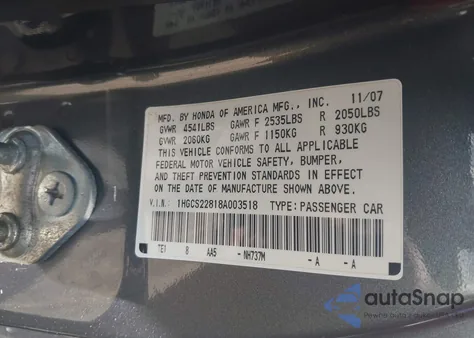 MFD. BY HONDA OF AMERICA MFG., INC. 11/07
GVWR 4541LBS GAWR F 2535LBS R 2050LBS
GVWR 2060KG GAWR F 1150KG R 930KG
THIS VEHICLE CONFORMS TO ALL APPLICABLE
FEDERAL MOTOR VEHICLE SAFETY, BUMPER,
AND THEFT PREVENTION STANDARDS IN EFFECT ON THE
DATE OF MANUFACTURE SHOWN ABOVE.
V.I.N.: 1HGCS22818A003518 TYPE: PASSENGER CAR
TE1 8 AA5 -NH737M -A -A
autoSnap